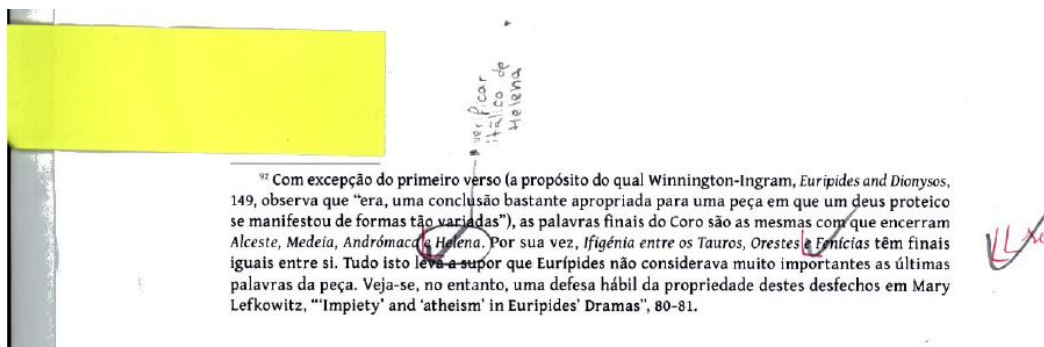 verificar
itálico de
Helena
92 Com excepção do primeiro verso (a propósito do qual Winnington-Ingram, Euripides and Dionysos,
149, observa que “era, uma conclusão bastante apropriada para uma peça em que um deus proteico
se manifestou de formas tão variadas”), as palavras finais do Coro são as mesmas com que encerram
Alceste, Medeia, Andrómaca e Helena. Por sua vez, Ifigénia entre os Tauros, Orestes e Fenícias têm finais
iguais entre si. Tudo isto leva a supor que Eurípides não considerava muito importantes as últimas
palavras da peça. Veja-se, no entanto, uma defesa hábil da propriedade destes desfechos em Mary
Lefkowitz, “‘Impiety’ and ‘atheism’ in Euripides’ Dramas”, 80-81.